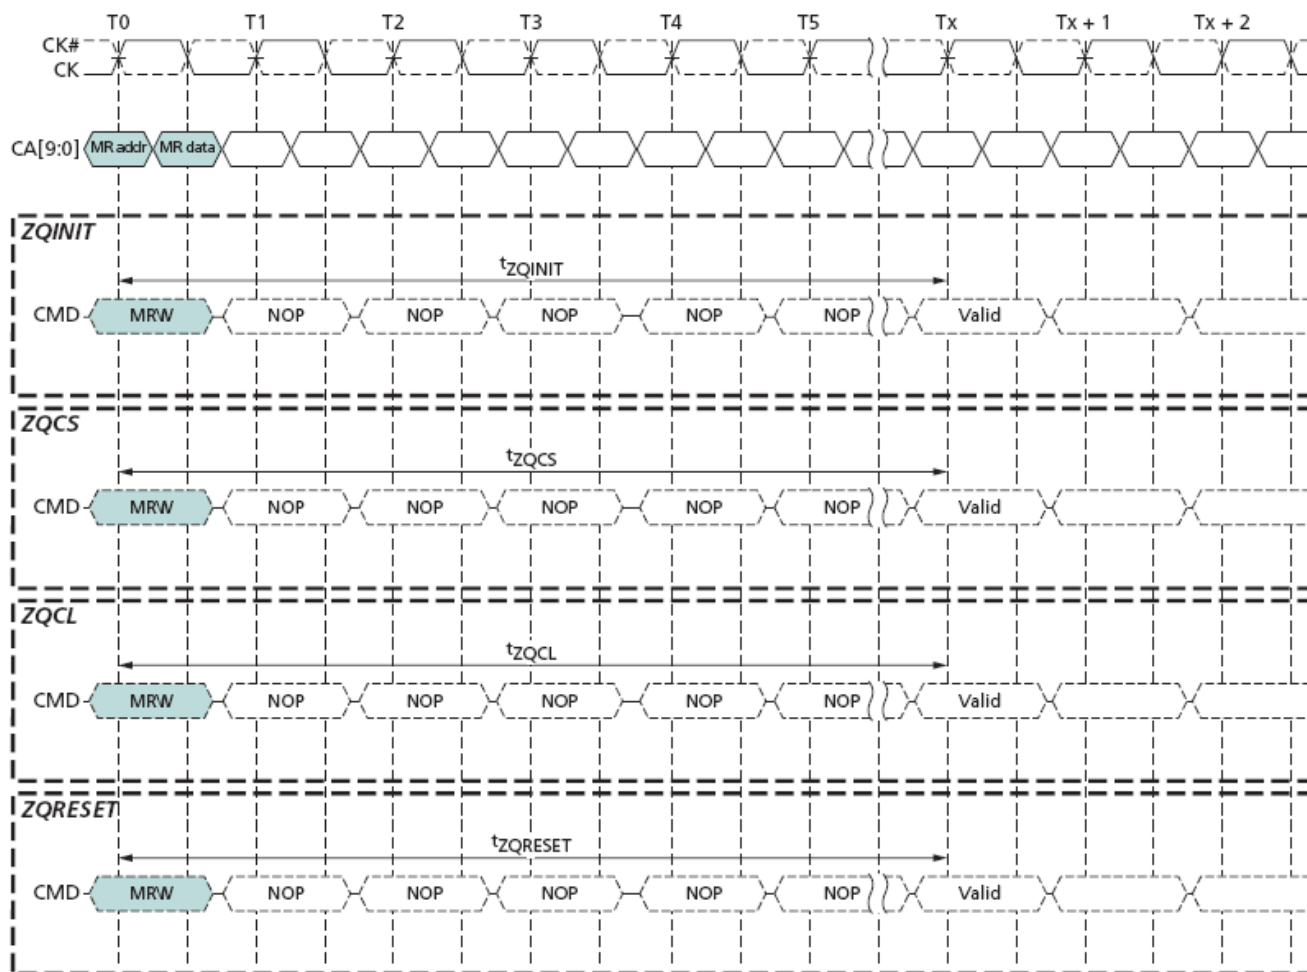 T0 T1 T2 T3 T4 T5 Tx Tx + 1 Tx + 2
CK#
CK
CA[9:0] MR addr MR data
ZQINIT
tZQINIT
CMD MRW NOP NOP NOP NOP NOP Valid
ZQCS
tZQCS
CMD MRW NOP NOP NOP NOP NOP Valid
ZQCL
tZQCL
CMD MRW NOP NOP NOP NOP NOP Valid
ZQRESET
tZQRESET
CMD MRW NOP NOP NOP NOP NOP Valid